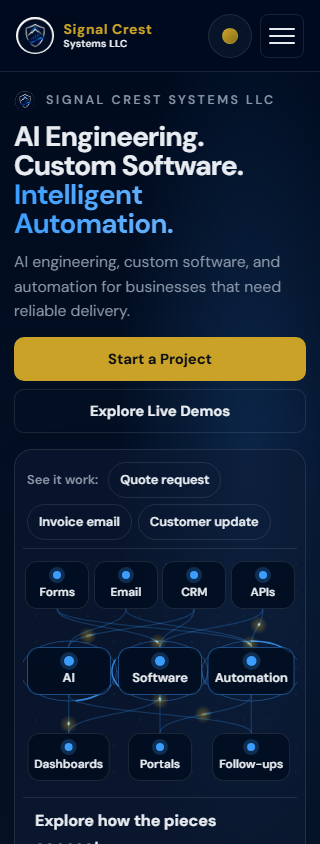 Signal Crest
Systems LLC
SIGNAL CREST SYSTEMS LLC
AI Engineering.
Custom Software.
Intelligent
Automation.
AI engineering, custom software, and
automation for businesses that need
reliable delivery.
Start a Project
Explore Live Demos
See it work:
Quote request
Invoice email
Customer update
Forms
Email
CRM
APIs
AI
Software
Automation
Dashboards
Portals
Follow-ups
Explore how the pieces